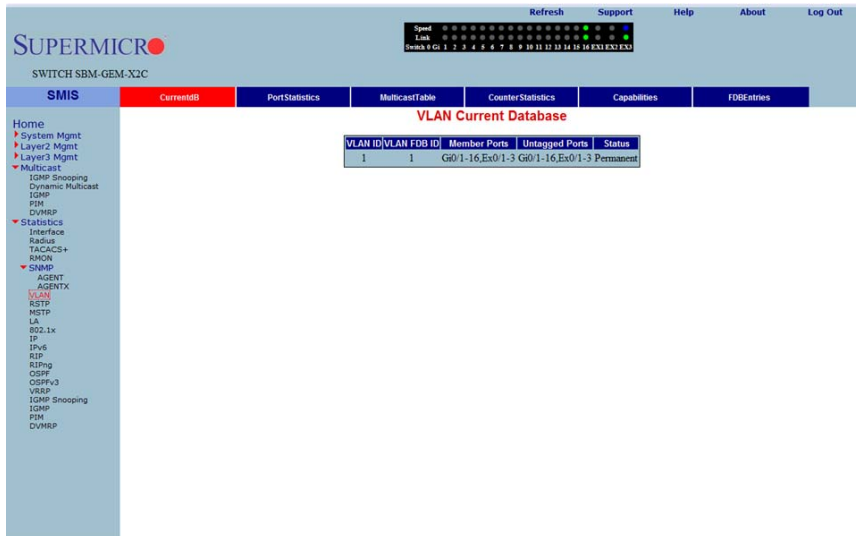 Refresh Support Help About Log Out
SUPERMICRO
Speed
Link
Switch 0 Gi 1 2 3 4 5 6 7 8 9 10 11 12 13 14 15 16 EX1 EX2 EX3
SWITCH SBM-GEM-X2C
SMIS
CurrentdB PortStatistics MulticastTable CounterStatistics Capabilities FDBEntries
VLAN Current Database
VLAN ID VLAN FDB ID Member Ports Untagged Ports Status
1 1 Gi0/1-16,Ex0/1-3 Gi0/1-16,Ex0/1-3 Permanent
Home
System Mgmt
Layer2 Mgmt
Layer3 Mgmt
Multicast
IGMP Snooping
Dynamic Multicast
IGMP
PIM
DVMRP
Statistics
Interface
Radius
TACACS+
RMON
SNMP
AGENT
AGENTX
VLAN
RSTP
MSTP
LA
802.1x
IP
IPv6
RIP
RIPng
OSPF
OSPFv3
VRRP
IGMP Snooping
IGMP
PIM
DVMRP